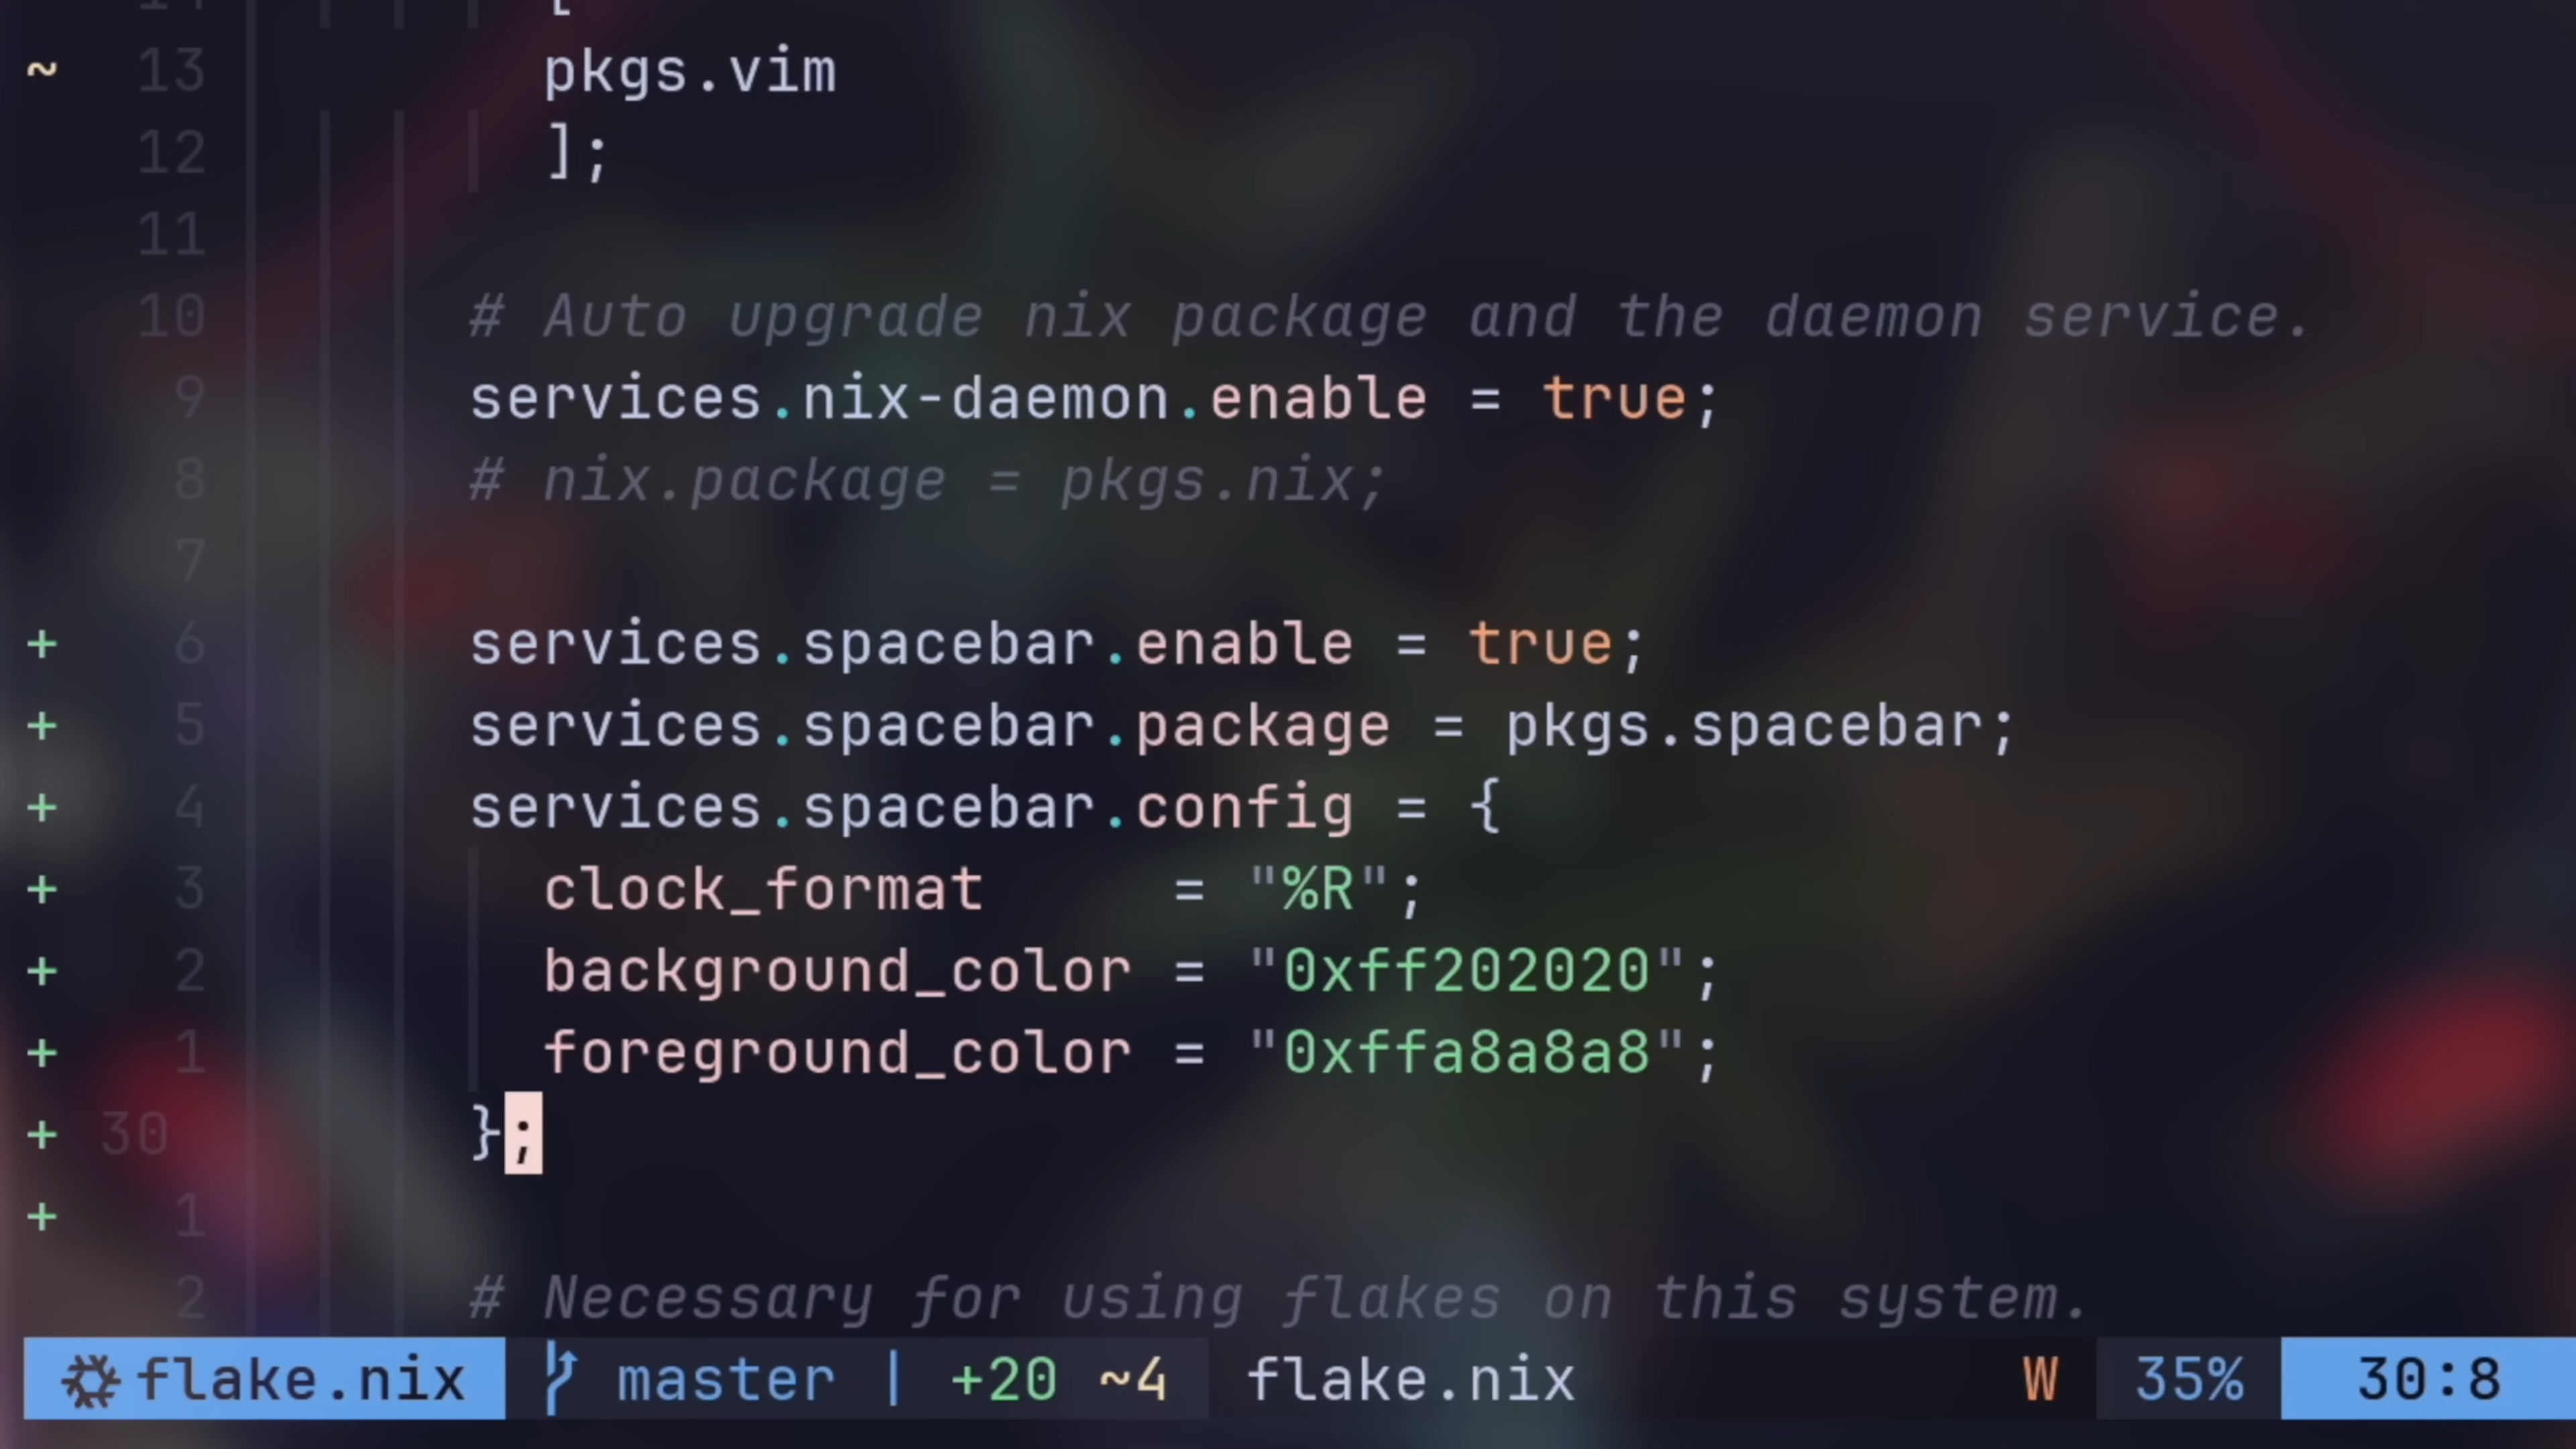 ~ 13 pkgs.vim
12 ];
11
10 # Auto upgrade nix package and the daemon service.
9 services.nix-daemon.enable = true;
8 # nix.package = pkgs.nix;
7
+ 6 services.spacebar.enable = true;
+ 5 services.spacebar.package = pkgs.spacebar;
+ 4 services.spacebar.config = {
+ 3 clock_format = "%R";
+ 2 background_color = "0xff202020";
+ 1 foreground_color = "0xffa8a8a8";
+ 30 };
+ 1
2 # Necessary for using flakes on this system.
flake.nix master | +20 ~4 flake.nix W 35% 30:8